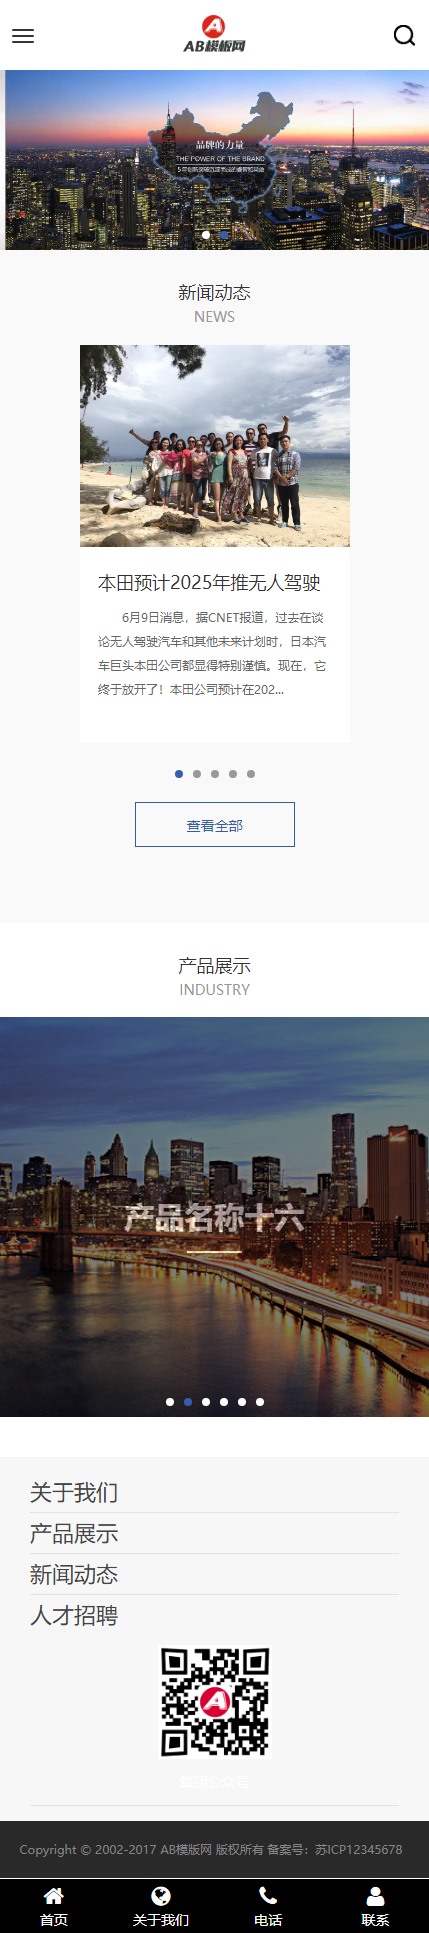 AB模版网
品牌的力量
THE POWER OF THE BRAND
新闻动态
NEWS
本田预计2025年推无人驾驶
6月9日消息，据CNET报道，过去在谈
论无人驾驶汽车和其他未来计划时，日本汽
车巨头本田公司都显得特别谨慎。现在，它
终于放开了！本田公司预计在202...
查看全部
产品展示
INDUSTRY
产品名称十六
关于我们
产品展示
新闻动态
人才招聘
集团公众号
Copyright © 2002-2017 AB模版网 版权所有 备案号：苏ICP12345678
首页 关于我们 电话 联系